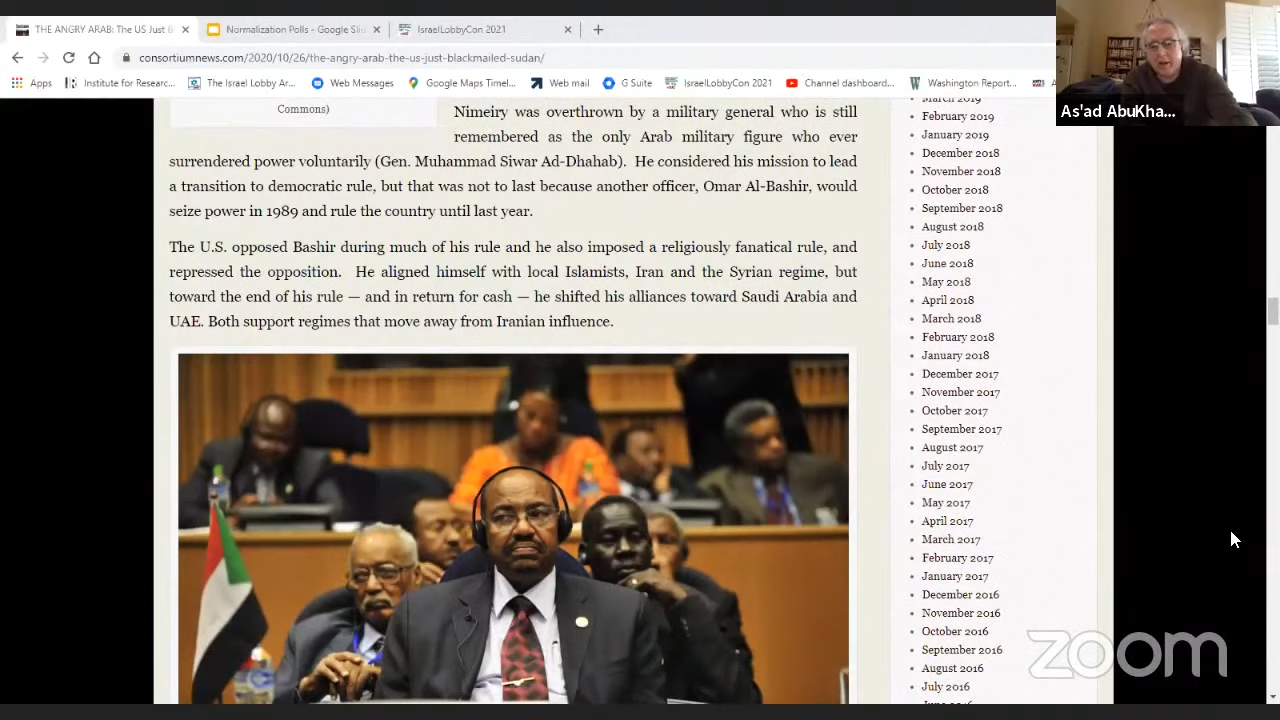 THE ANGRY ARAB: The US Just B
Normalization Polls - Google Sli
IsraelLobbyCon 2021
consortiumnews.com/2020/10/26/the-angry-arab-the-us-just-blackmailed-sudan/
Apps
Institute for Researc...
The Israel Lobby Ar...
Web Messages
Google Maps Timel...
Web mail
G Suite
IsraelLobbyCon 2021
Channel dashboard...
Washington Report...
As'ad AbuKha...
Commons)
Nimeiry was overthrown by a military general who is still
remembered as the only Arab military figure who ever
surrendered power voluntarily (Gen. Muhammad Siwar Ad-Dhahab).  He considered his mission to lead
a transition to democratic rule, but that was not to last because another officer, Omar Al-Bashir, would
seize power in 1989 and rule the country until last year.
The U.S. opposed Bashir during much of his rule and he also imposed a religiously fanatical rule, and
repressed the opposition.  He aligned himself with local Islamists, Iran and the Syrian regime, but
toward the end of his rule — and in return for cash — he shifted his alliances toward Saudi Arabia and
UAE. Both support regimes that move away from Iranian influence.
March 2019
February 2019
January 2019
December 2018
November 2018
October 2018
September 2018
August 2018
July 2018
June 2018
May 2018
April 2018
March 2018
February 2018
January 2018
December 2017
November 2017
October 2017
September 2017
August 2017
July 2017
June 2017
May 2017
April 2017
March 2017
February 2017
January 2017
December 2016
November 2016
October 2016
September 2016
August 2016
July 2016
zoom